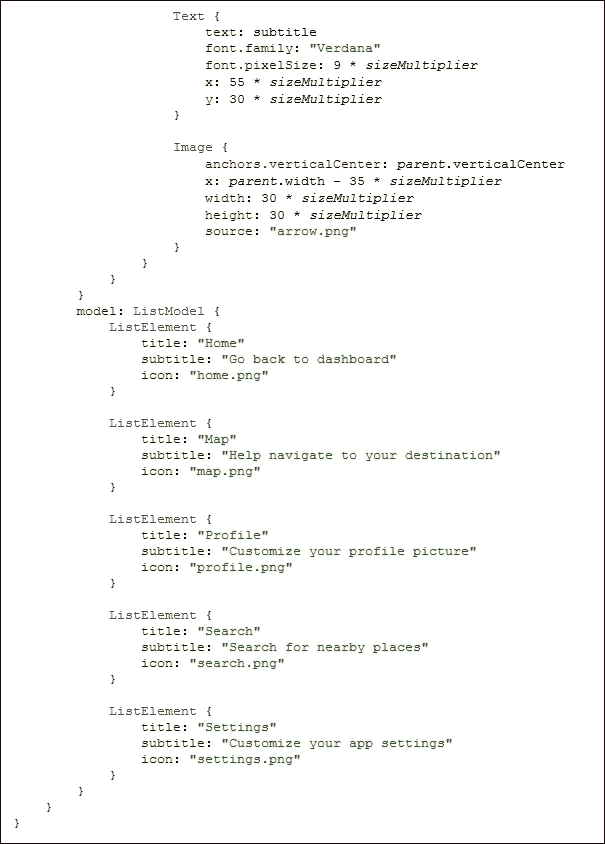 Text {
                        text: subtitle
                        font.family: "Verdana"
                        font.pixelSize: 9 * sizeMultiplier
                        x: 55 * sizeMultiplier
                        y: 30 * sizeMultiplier
                    }

                    Image {
                        anchors.verticalCenter: parent.verticalCenter
                        x: parent.width - 35 * sizeMultiplier
                        width: 30 * sizeMultiplier
                        height: 30 * sizeMultiplier
                        source: "arrow.png"
                    }
                }
            }
        }
        model: ListModel {
            ListElement {
                title: "Home"
                subtitle: "Go back to dashboard"
                icon: "home.png"
            }

            ListElement {
                title: "Map"
                subtitle: "Help navigate to your destination"
                icon: "map.png"
            }

            ListElement {
                title: "Profile"
                subtitle: "Customize your profile picture"
                icon: "profile.png"
            }

            ListElement {
                title: "Search"
                subtitle: "Search for nearby places"
                icon: "search.png"
            }

            ListElement {
                title: "Settings"
                subtitle: "Customize your app settings"
                icon: "settings.png"
            }
        }
    }
}